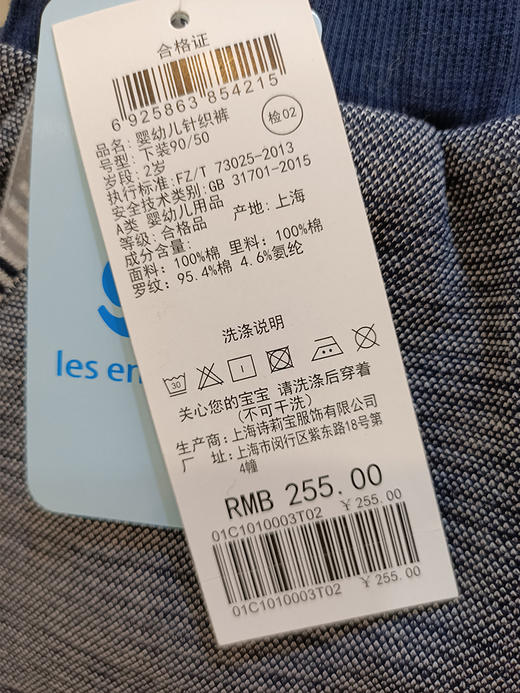 合格证
6 925863 854215
品名: 婴幼儿针织裤
号型: 下装90/50
检02
岁段: 2岁
执行标准: FZ/T 73025-2013
安全技术类别: GB 31701-2015
A类 婴幼儿用品
等级: 合格品 产地: 上海
成分含量:
面料: 100%棉 里料: 100%棉
罗纹: 95.4%棉 4.6%氨纶
les en
洗涤说明
30
关心您的宝宝 请洗涤后穿着
(不可干洗)
生产商: 上海诗莉宝服饰有限公司
厂 址: 上海市闵行区紫东路18号第
4幢
RMB 255.00
01C1010003T02 ¥ 255.00
01C1010003T02 ¥ 255.00